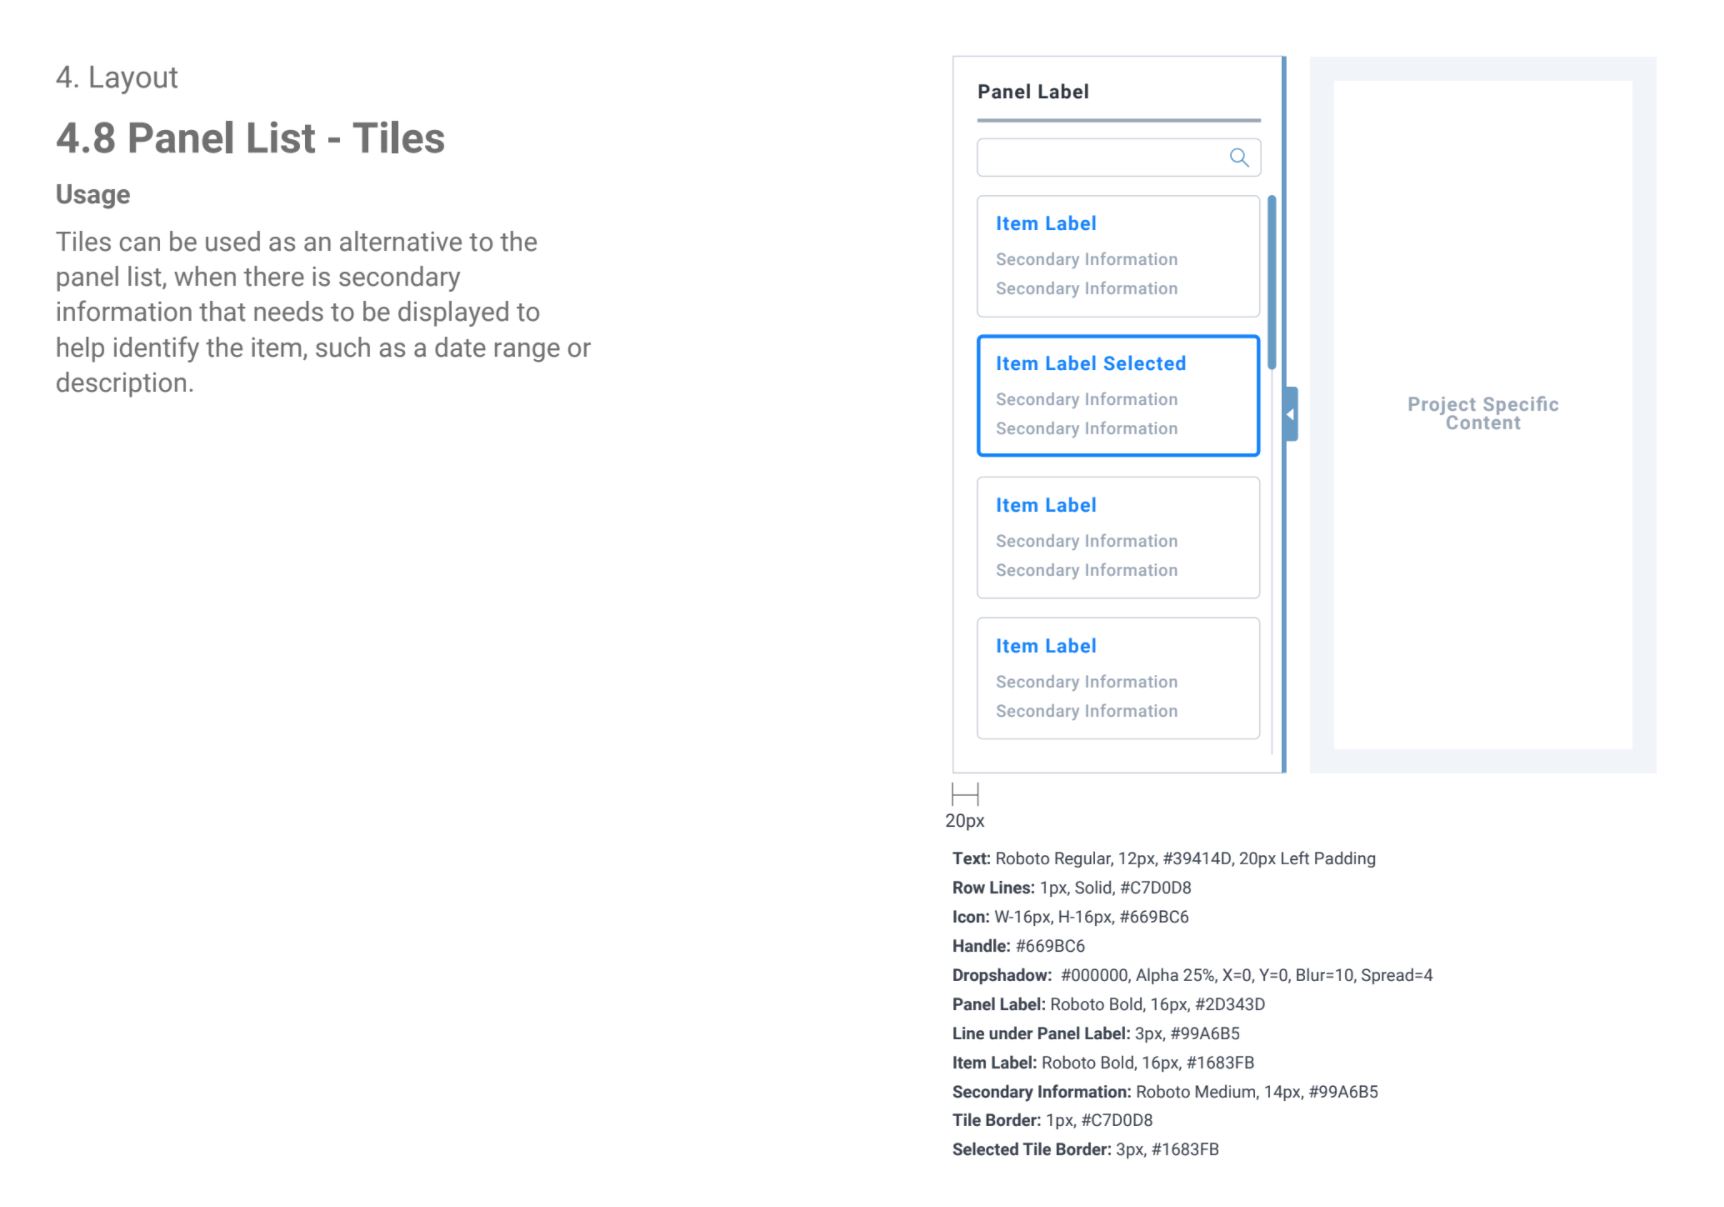 4. Layout
4.8 Panel List - Tiles
Usage
Tiles can be used as an alternative to the
panel list, when there is secondary
information that needs to be displayed to
help identify the item, such as a date range or
description.
Panel Label
Item Label
Secondary Information
Secondary Information
Item Label Selected
Secondary Information
Secondary Information
Item Label
Secondary Information
Secondary Information
Item Label
Secondary Information
Secondary Information
Project Specific
Content
20px
Text: Roboto Regular, 12px, #39414D, 20px Left Padding
Row Lines: 1px, Solid, #C7D0D8
Icon: W-16px, H-16px, #669BC6
Handle: #669BC6
Dropshadow: #000000, Alpha 25%, X=0, Y=0, Blur=10, Spread=4
Panel Label: Roboto Bold, 16px, #2D343D
Line under Panel Label: 3px, #99A6B5
Item Label: Roboto Bold, 16px, #1683FB
Secondary Information: Roboto Medium, 14px, #99A6B5
Tile Border: 1px, #C7D0D8
Selected Tile Border: 3px, #1683FB